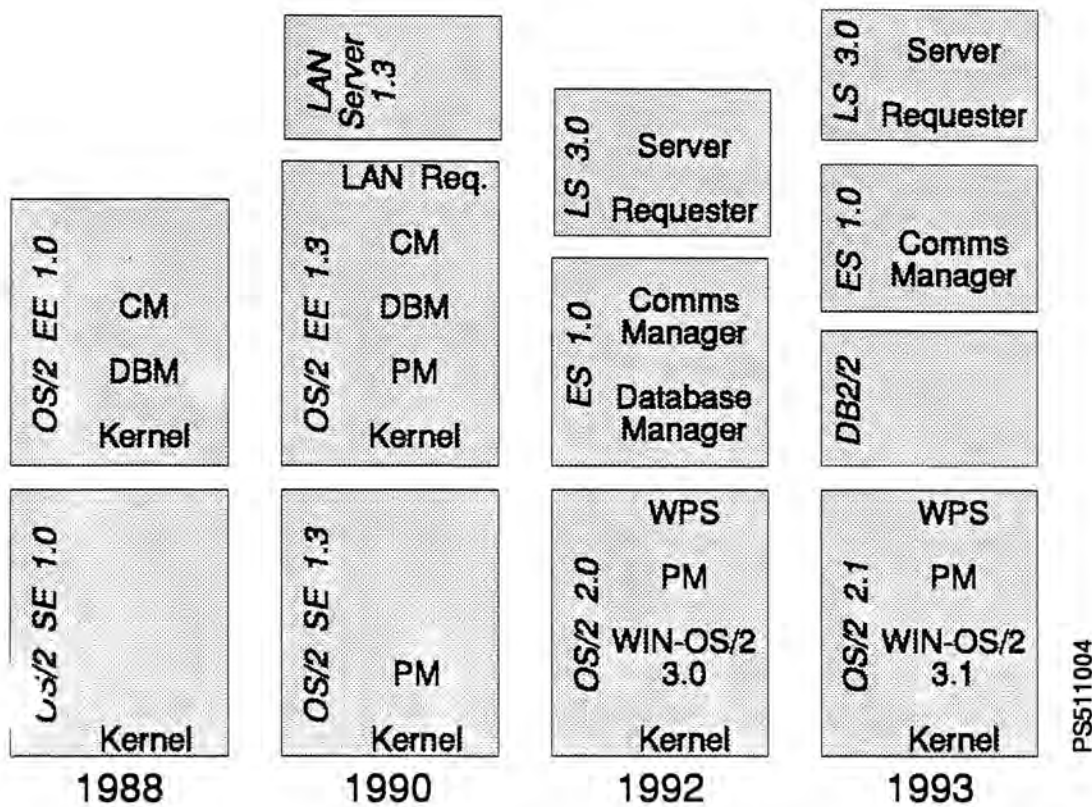 OS/2 EE 1.0
CM
DBM
Kernel
OS/2 SE 1.0
Kernel
1988
LAN
Server
1.3
OS/2 EE 1.3
LAN Req.
CM
DBM
PM
Kernel
OS/2 SE 1.3
PM
Kernel
1990
LS 3.0
Server
Requester
ES 1.0
Comms
Manager
Database
Manager
OS/2 2.0
WPS
PM
WIN-OS/2
3.0
Kernel
1992
LS 3.0
Server
Requester
ES 1.0
Comms
Manager
DB2/2
OS/2 2.1
WPS
PM
WIN-OS/2
3.1
Kernel
1993
PS511004